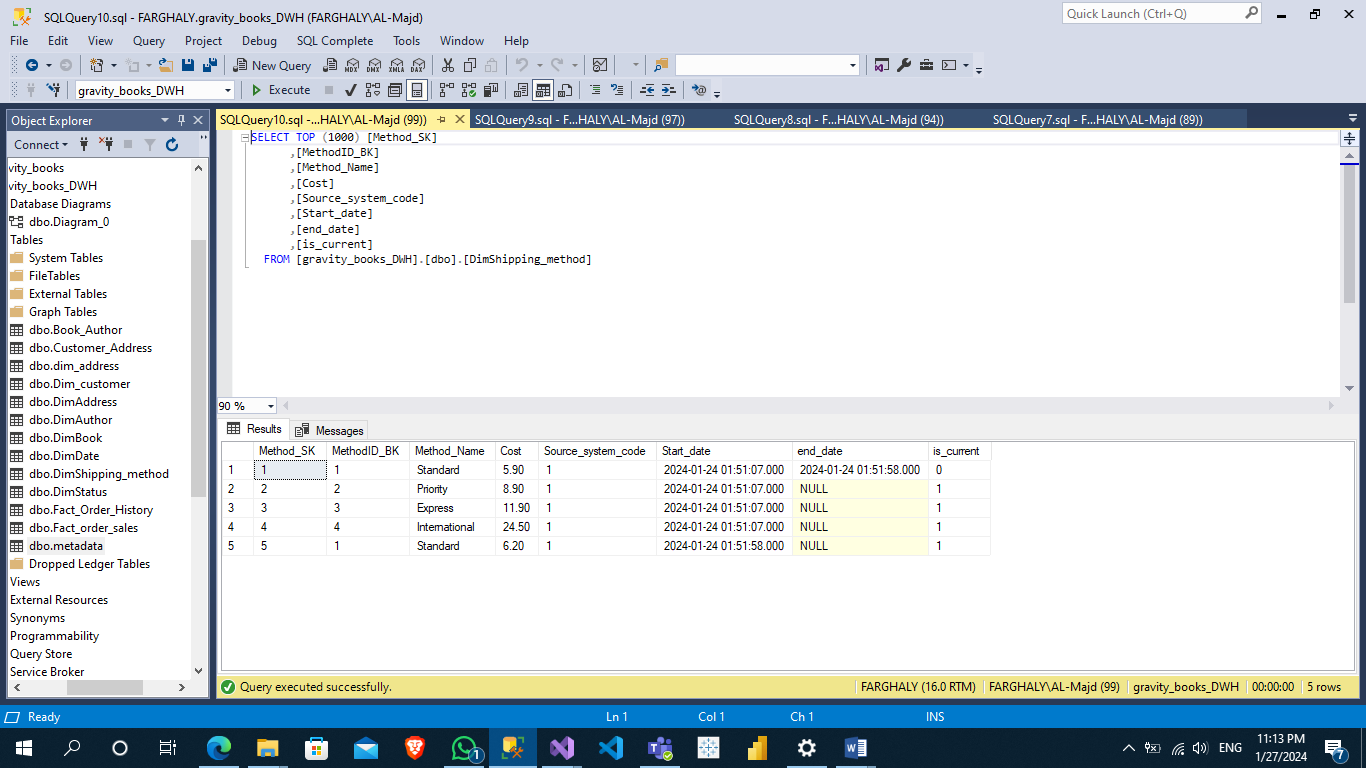 SQLQuery10.sql - FARGHALY.gravity_books_DWH (FARGHALY\AL-Majd)
Quick Launch (Ctrl+Q)
File Edit View Query Project Debug SQL Complete Tools Window Help
New Query MDX DMX XMLA DAX
gravity_books_DWH Execute
Object Explorer
SQLQuery10.sql -...HALY\AL-Majd (99)) SQLQuery9.sql - F...HALY\AL-Majd (97)) SQLQuery8.sql - F...HALY\AL-Majd (94)) SQLQuery7.sql - F...HALY\AL-Majd (89))
Connect
vity_books
vity_books_DWH
Database Diagrams
dbo.Diagram_0
Tables
System Tables
FileTables
External Tables
Graph Tables
dbo.Book_Author
dbo.Customer_Address
dbo.dim_address
dbo.Dim_customer
dbo.DimAddress
dbo.DimAuthor
dbo.DimBook
dbo.DimDate
dbo.DimShipping_method
dbo.DimStatus
dbo.Fact_Order_History
dbo.Fact_order_sales
dbo.metadata
Dropped Ledger Tables
Views
External Resources
Synonyms
Programmability
Query Store
Service Broker
SELECT TOP (1000) [Method_SK]
,[MethodID_BK]
,[Method_Name]
,[Cost]
,[Source_system_code]
,[Start_date]
,[end_date]
,[is_current]
FROM [gravity_books_DWH].[dbo].[DimShipping_method]
90 %
Results Messages
Method_SK MethodID_BK Method_Name Cost Source_system_code Start_date end_date is_current
1 1 1 Standard 5.90 1 2024-01-24 01:51:07.000 2024-01-24 01:51:58.000 0
2 2 2 Priority 8.90 1 2024-01-24 01:51:07.000 NULL 1
3 3 3 Express 11.90 1 2024-01-24 01:51:07.000 NULL 1
4 4 4 International 24.50 1 2024-01-24 01:51:07.000 NULL 1
5 5 1 Standard 6.20 1 2024-01-24 01:51:58.000 NULL 1
Query executed successfully. FARGHALY (16.0 RTM) FARGHALY\AL-Majd (99) gravity_books_DWH 00:00:00 5 rows
Ready Ln 1 Col 1 Ch 1 INS
1 ENG 11:13 PM
1/27/2024 7